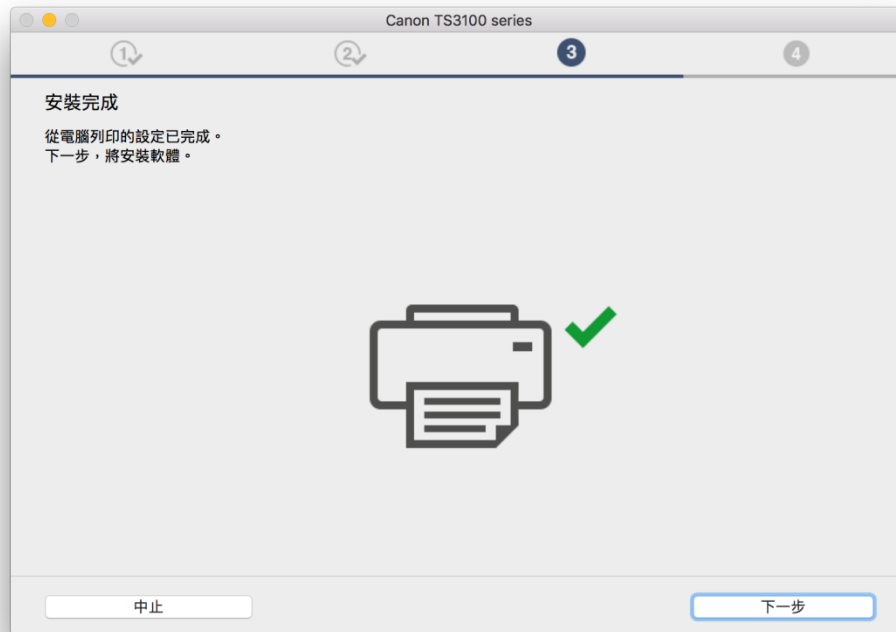 Canon TS3100 series
1
2
3
4
安裝完成
從電腦列印的設定已完成。
下一步，將安裝軟體。
中止
下一步